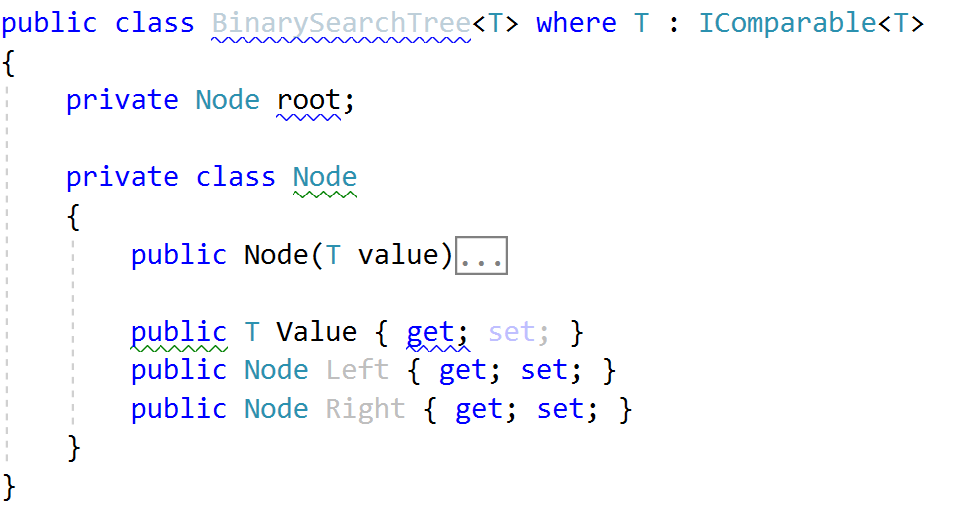 public class BinarySearchTree<T> where T : IComparable<T>
{
    private Node root;

    private class Node
    {
        public Node(T value)...

        public T Value { get; set; }
        public Node Left { get; set; }
        public Node Right { get; set; }
    }
}